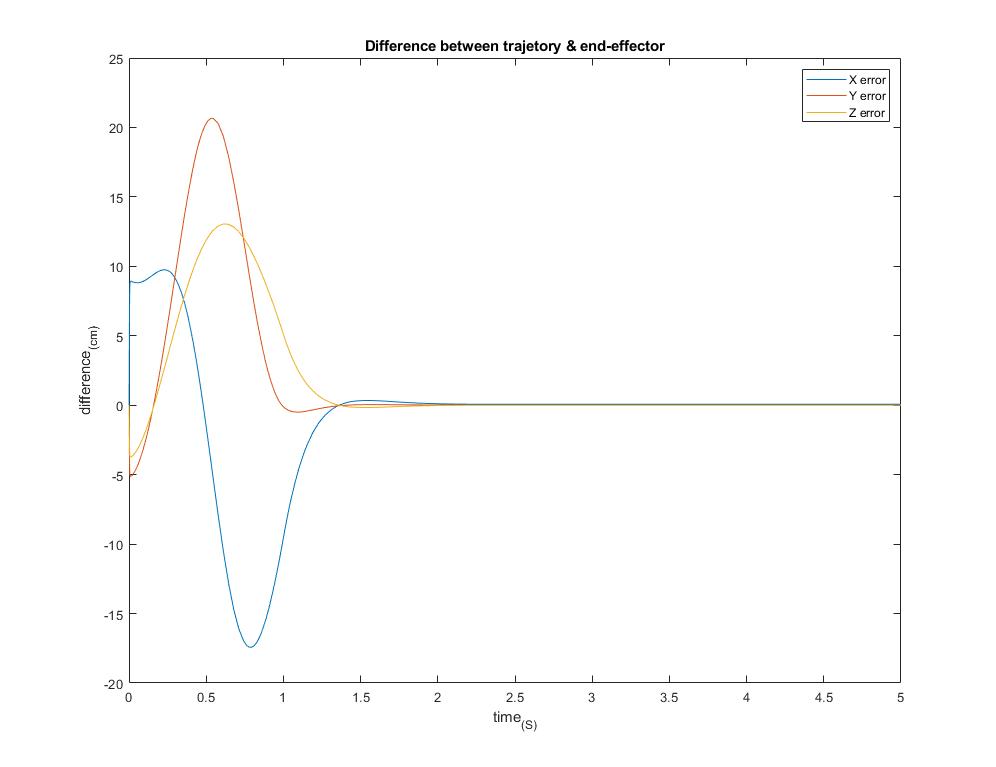 Difference between trajetory & end-effector
25
20
15
10
5
0
-5
-10
-15
-20
difference(cm)
X error
Y error
Z error
0 0.5 1 1.5 2 2.5 3 3.5 4 4.5 5
time(S)